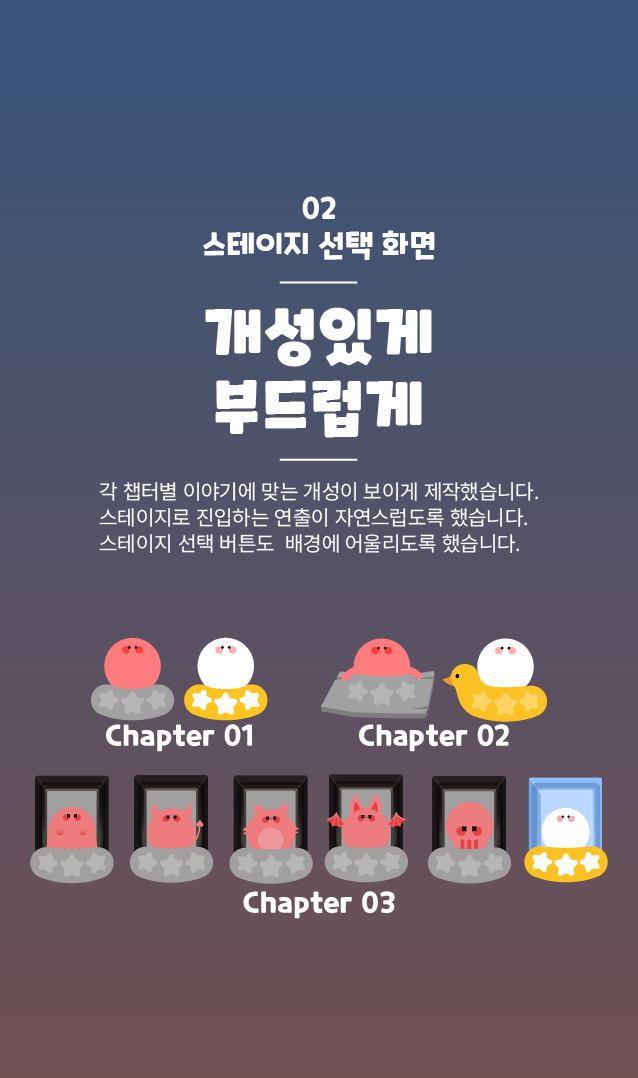 02
스테이지 선택 화면
개성있게
부드럽게
각 챕터별 이야기에 맞는 개성이 보이게 제작했습니다.
스테이지로 진입하는 연출이 자연스럽도록 했습니다.
스테이지 선택 버튼도  배경에 어울리도록 했습니다.
Chapter 01
Chapter 02
Chapter 03